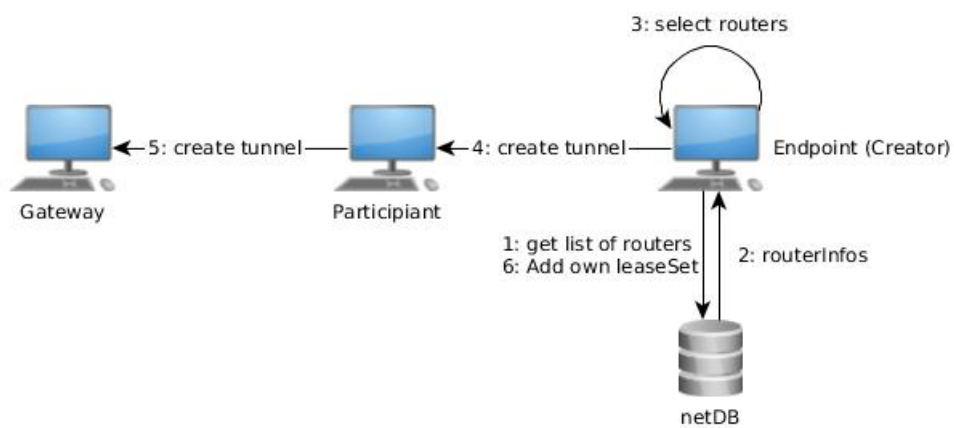 3: select routers
5: create tunnel
4: create tunnel
Endpoint (Creator)
Gateway
Participiant
1: get list of routers
6: Add own leaseSet
2: routerInfos
netDB